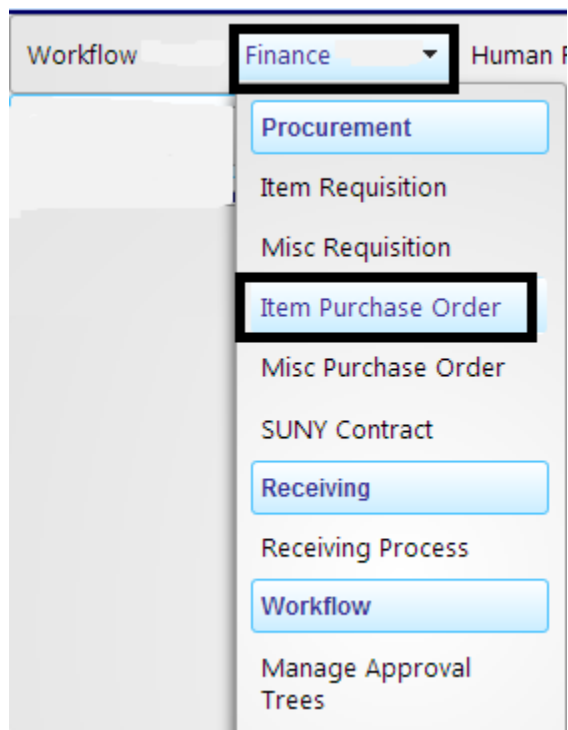 Workflow Finance Human
Procurement
Item Requisition
Misc Requisition
Item Purchase Order
Misc Purchase Order
SUNY Contract
Receiving
Receiving Process
Workflow
Manage Approval
Trees